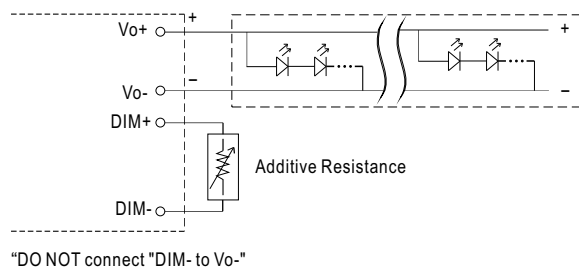 Vo+
+
+
Vo-
−
−
DIM+
Additive Resistance
DIM-
“DO NOT connect "DIM- to Vo-"